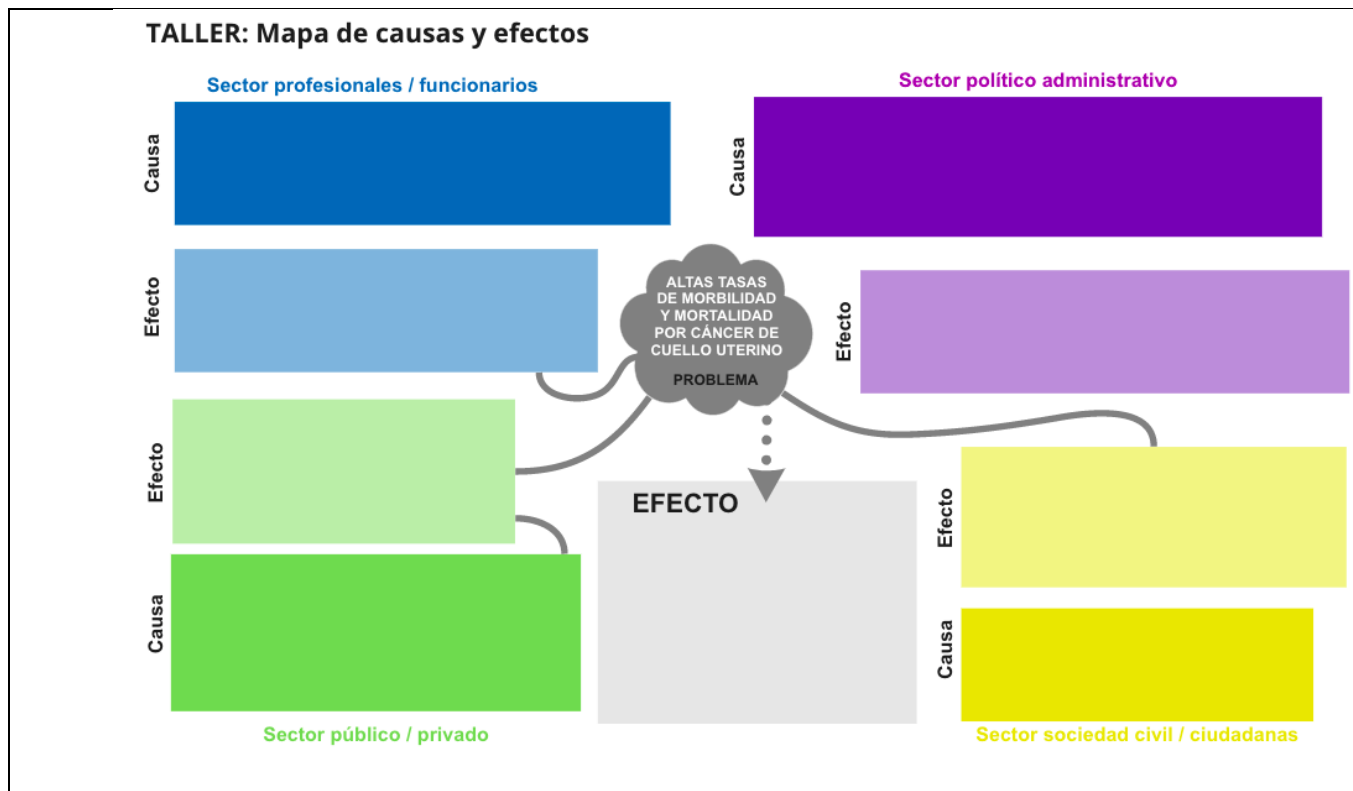 TALLER: Mapa de causas y efectos
Sector profesionales / funcionarios
Sector político administrativo
Causa
Causa
Efecto
Efecto
ALTAS TASAS
DE MORBILIDAD
Y MORTALIDAD
POR CÁNCER DE
CUELLO UTERINO
PROBLEMA
Efecto
EFECTO
Efecto
Causa
Causa
Sector público / privado
Sector sociedad civil / ciudadanas